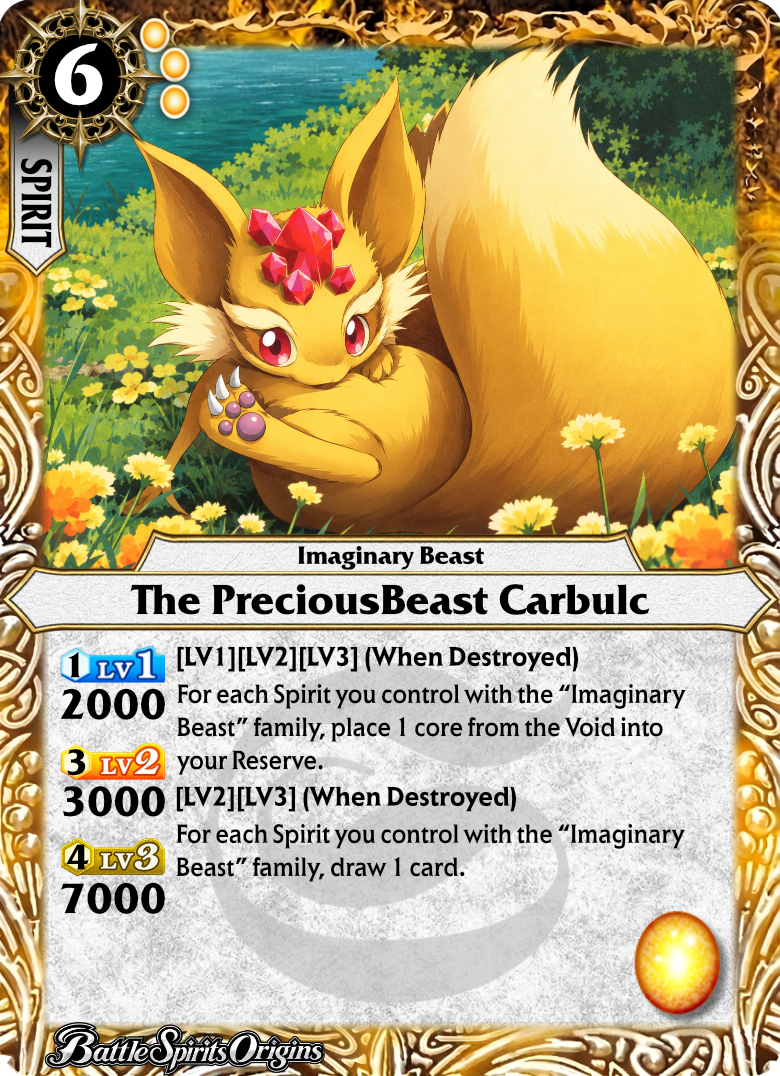 6
SPIRIT
Imaginary Beast
The PreciousBeast Carbulc
1 LV1
2000
3 LV2
3000
4 LV3
7000
[LV1][LV2][LV3] (When Destroyed)
For each Spirit you control with the “Imaginary
Beast” family, place 1 core from the Void into
your Reserve.
[LV2][LV3] (When Destroyed)
For each Spirit you control with the “Imaginary
Beast” family, draw 1 card.
Battle Spirits Origins